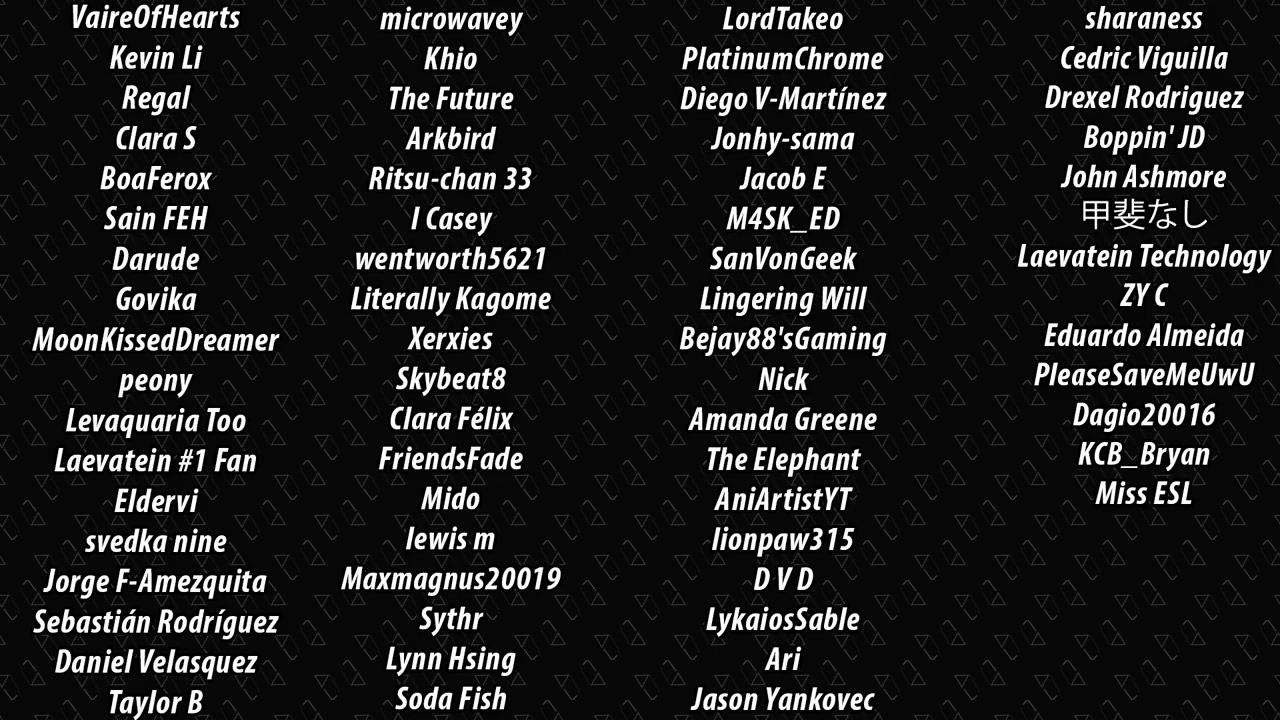 VaireOfHearts
Kevin Li
Regal
Clara S
BoaFerox
Sain FEH
Darude
Govika
MoonKissedDreamer
peony
Levaquaria Too
Laevatein #1 Fan
Eldervi
svedka nine
Jorge F-Amezquita
Sebastián Rodríguez
Daniel Velasquez
Taylor B
microwavey
Khio
The Future
Arkbird
Ritsu-chan 33
I Casey
wentworth5621
Literally Kagome
Xerxies
Skybeat8
Clara Félix
FriendsFade
Mido
lewis m
Maxmagnus20019
Sythr
Lynn Hsing
Soda Fish
LordTakeo
PlatinumChrome
Diego V-Martínez
Jonhy-sama
Jacob E
M4SK_ED
SanVonGeek
Lingering Will
Bejay88'sGaming
Nick
Amanda Greene
The Elephant
AniArtistYT
lionpaw315
D V D
LykaiosSable
Ari
Jason Yankovec
sharaness
Cedric Viguilla
Drexel Rodriguez
Boppin' JD
John Ashmore
甲斐なし
Laevatein Technology
ZY C
Eduardo Almeida
PleaseSaveMeUwU
Dagio20016
KCB_Bryan
Miss ESL